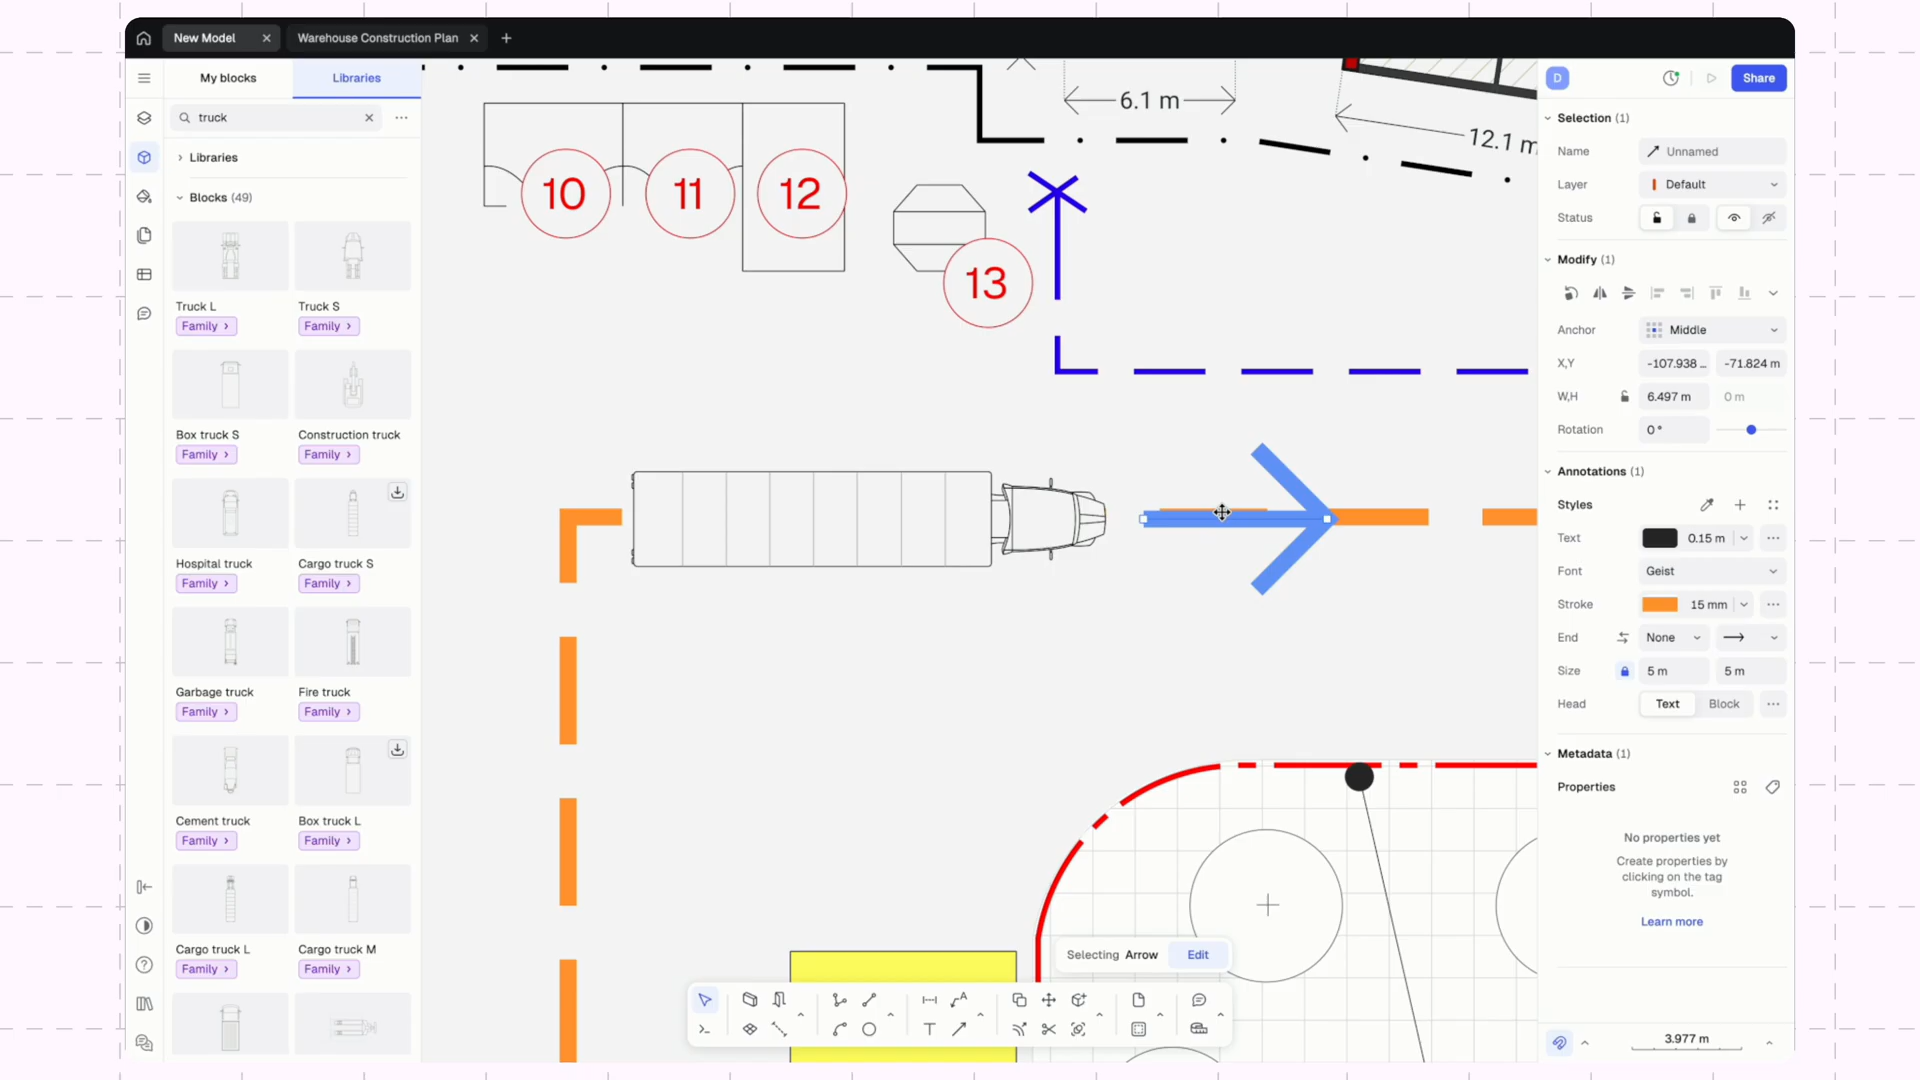 New Model
Warehouse Construction Plan
My blocks
Libraries
truck
Libraries
Blocks (49)
Truck L
Family
Truck S
Family
Box truck S
Family
Construction truck
Family
Hospital truck
Family
Cargo truck S
Family
Garbage truck
Family
Fire truck
Family
Cement truck
Family
Box truck L
Family
Cargo truck L
Family
Cargo truck M
Family
10
11
12
13
6.1 m
12.1 m
Selecting Arrow Edit
D
Share
Selection (1)
Name Unnamed
Layer Default
Status
Modify (1)
Anchor Middle
X,Y -107.938 ... -71.824 m
W,H 6.497 m 0 m
Rotation 0 °
Annotations (1)
Styles
Text 0.15 m
Font Geist
Stroke 15 mm
End None
Size 5 m 5 m
Head Text Block
Metadata (1)
Properties
No properties yet
Create properties by
clicking on the tag
symbol.
Learn more
3.977 m